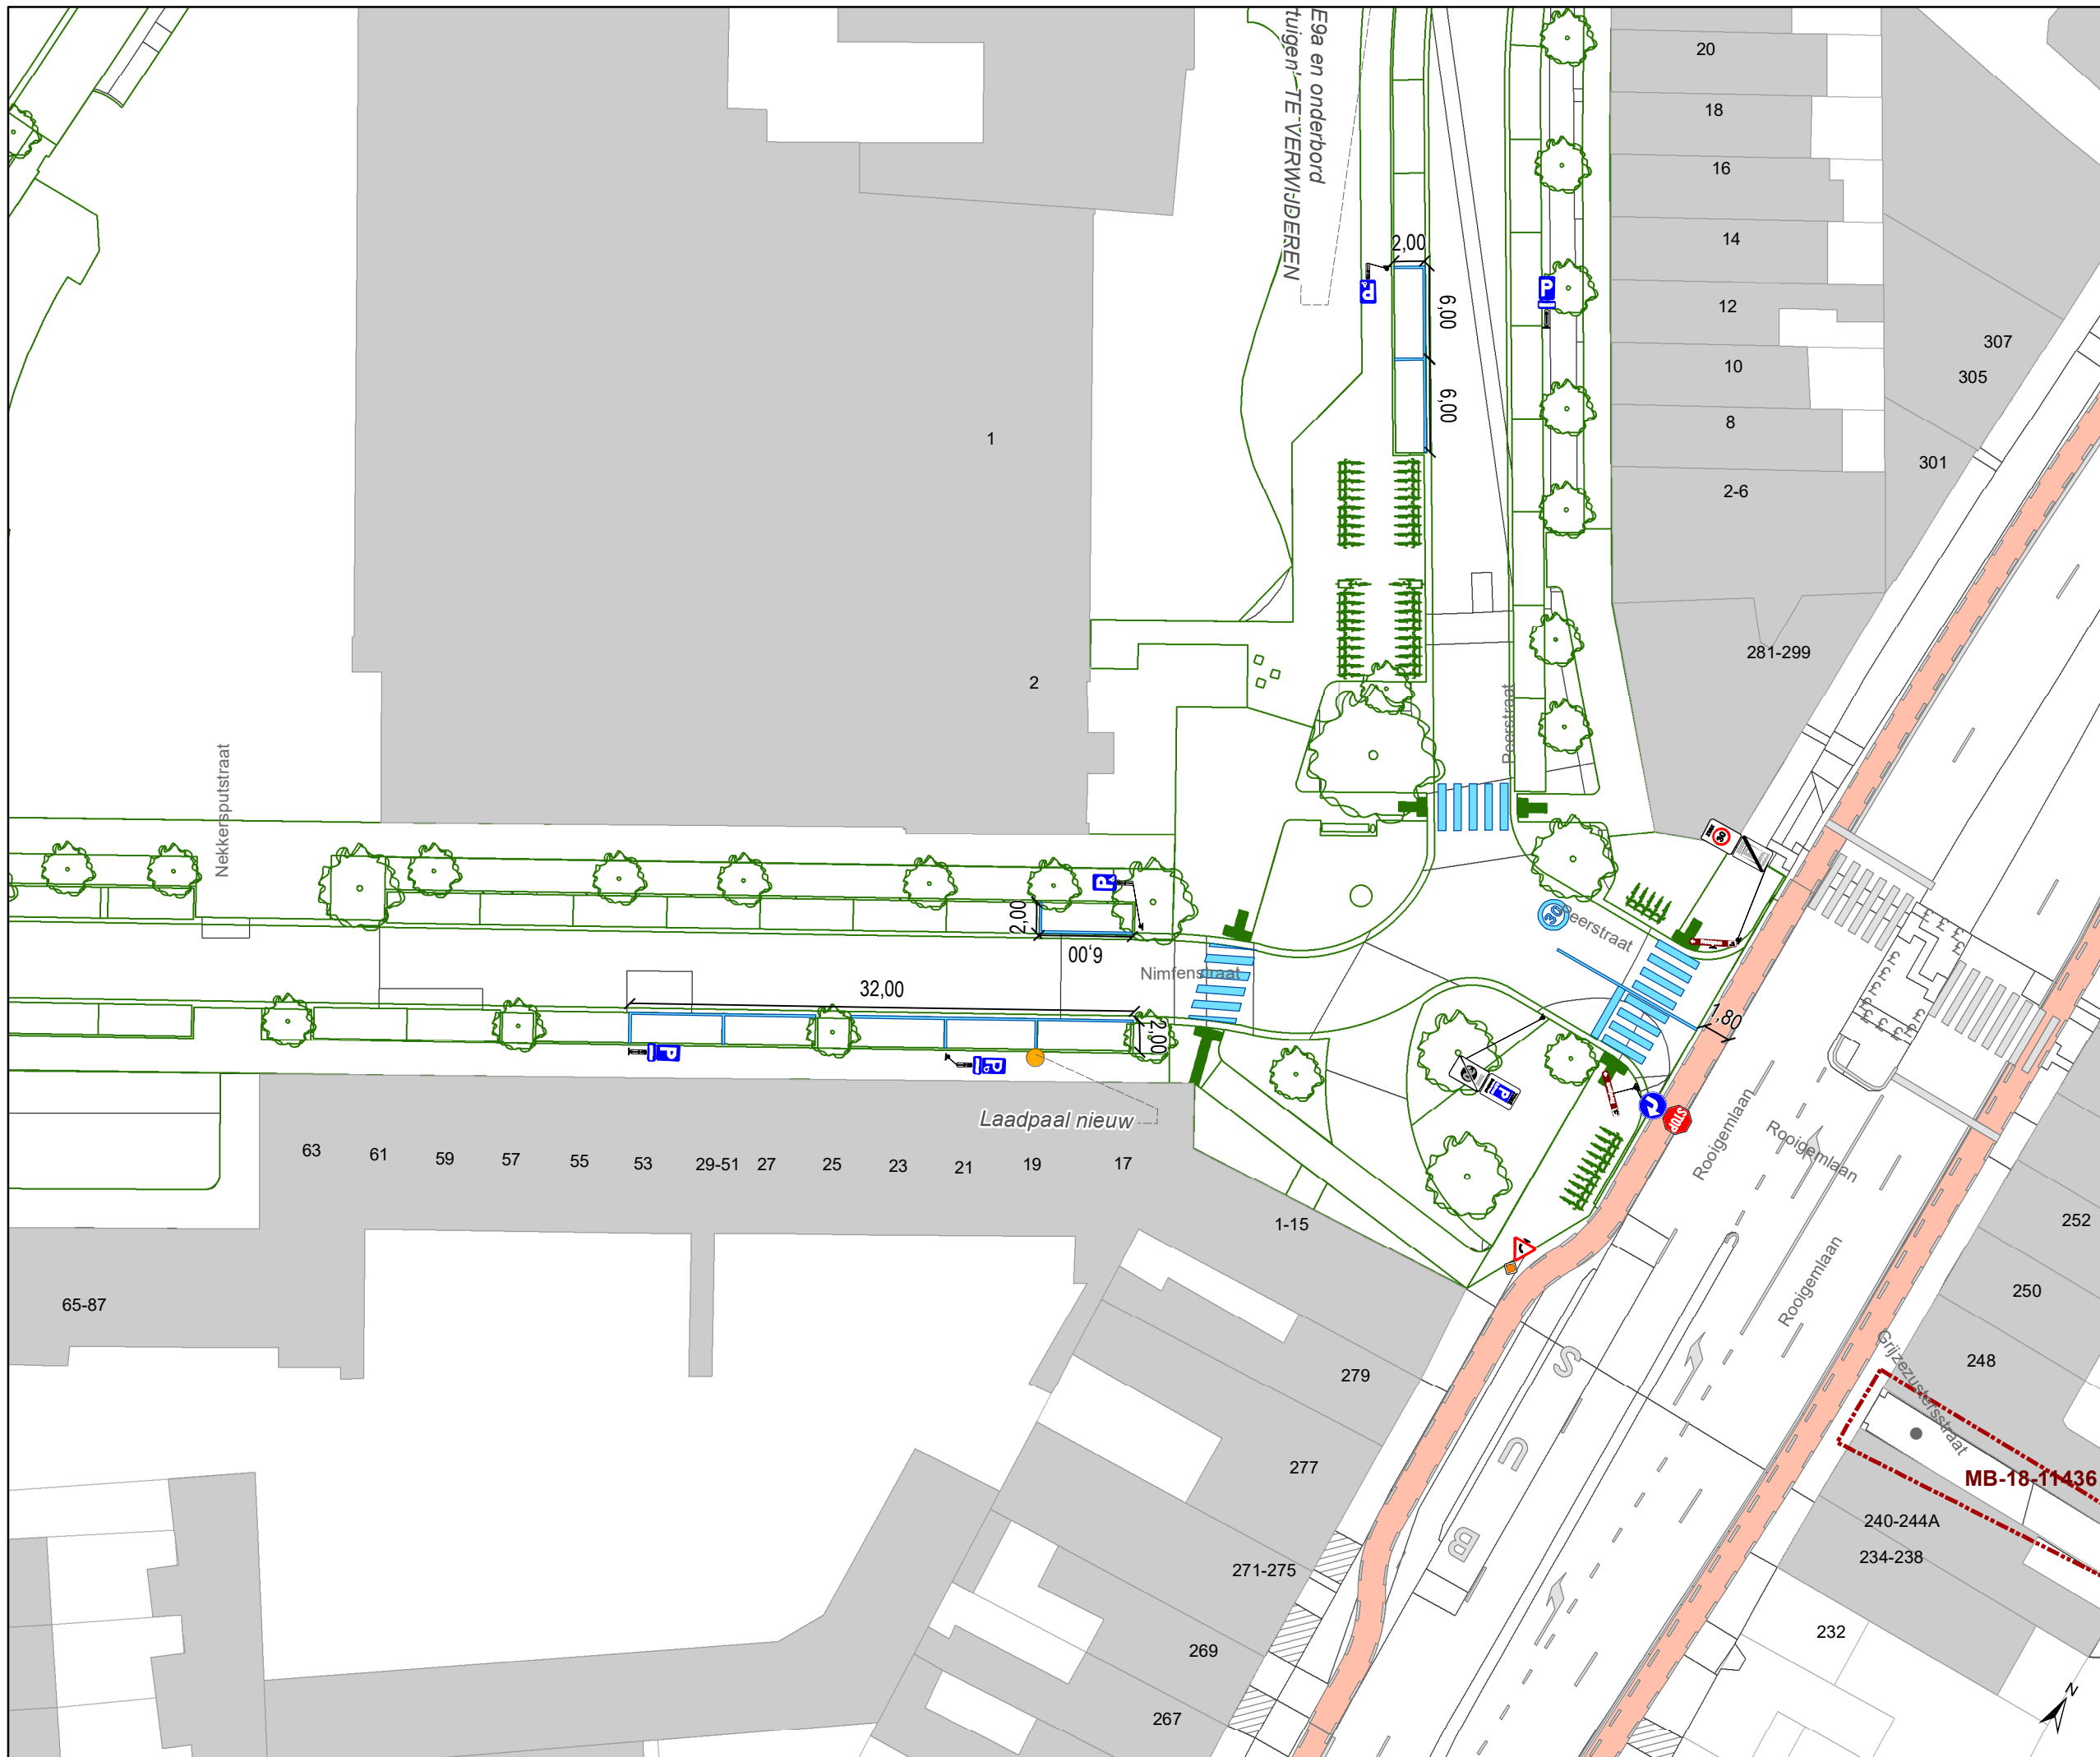 E9a en onderbord
tuigen' TE VERWIJDEREN
20
18
16
14
12
10
8
2-6
307
305
301
281-299
2,00
6,00
6,00
P
P
1
2
Nekkersputstraat
Peerstraat
P
2,00
6,00
Nimfenstraat
32,00
2,00
P
P
Laadpaal nieuw
30
30
Peerstraat
1,80
P
STOP
Rooigemlaan
Rooigemlaan
Rooigemlaan
63
61
59
57
55
53
29-51
27
25
23
21
19
17
1-15
65-87
279
277
271-275
269
267
BUS
252
250
248
Grijzezustersstraat
MB-18-11436
240-244A
234-238
232
N